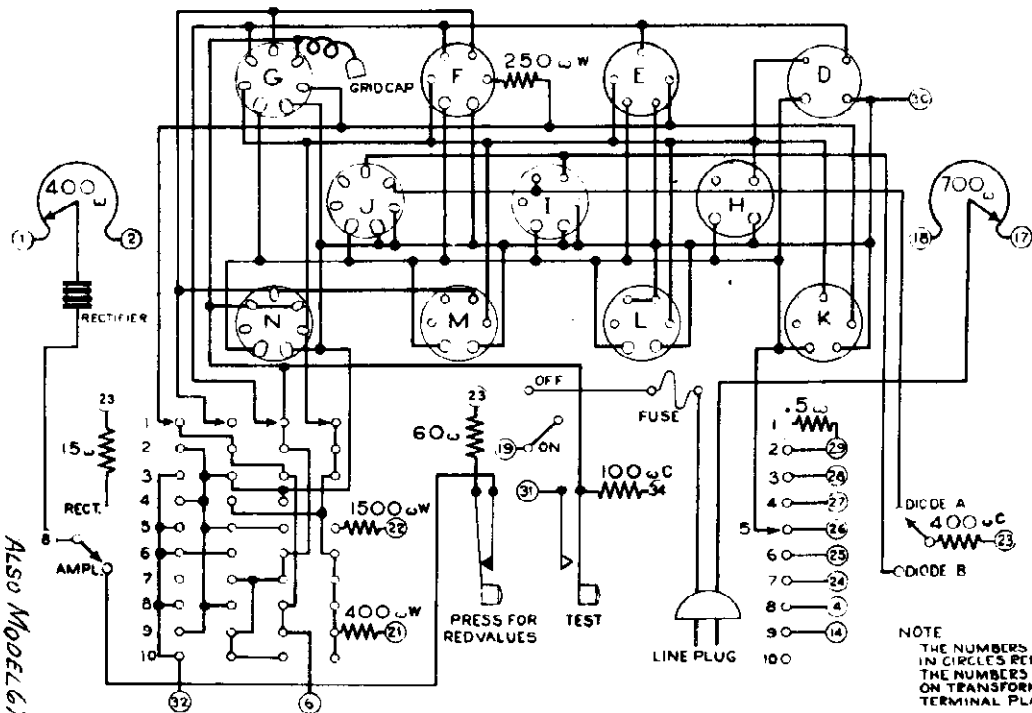 G
F
E
D
250 ω W
GRID CAP
30
400 ω
J
I
H
700 ω
1
2
18
17
RECTIFIER
N
M
L
K
23
15 ω
RECT.
8
AMPL.
1
2
3
4
5
6
7
8
9
10
1500 ω W
22
400 ω W
21
32
6
23
60 ω
OFF
19
ON
FUSE
31
100 ω C
34
PRESS FOR
RED VALUES
TEST
LINE PLUG
.5 ω
1
2 29
3 28
4 27
5 26
6 25
7 24
8 4
9 14
10
DIODE A
400 ω C
23
DIODE B
NOTE
THE NUMBERS
IN CIRCLES
THE NUMBERS
ON
TERMINAL
ALSO MODEL